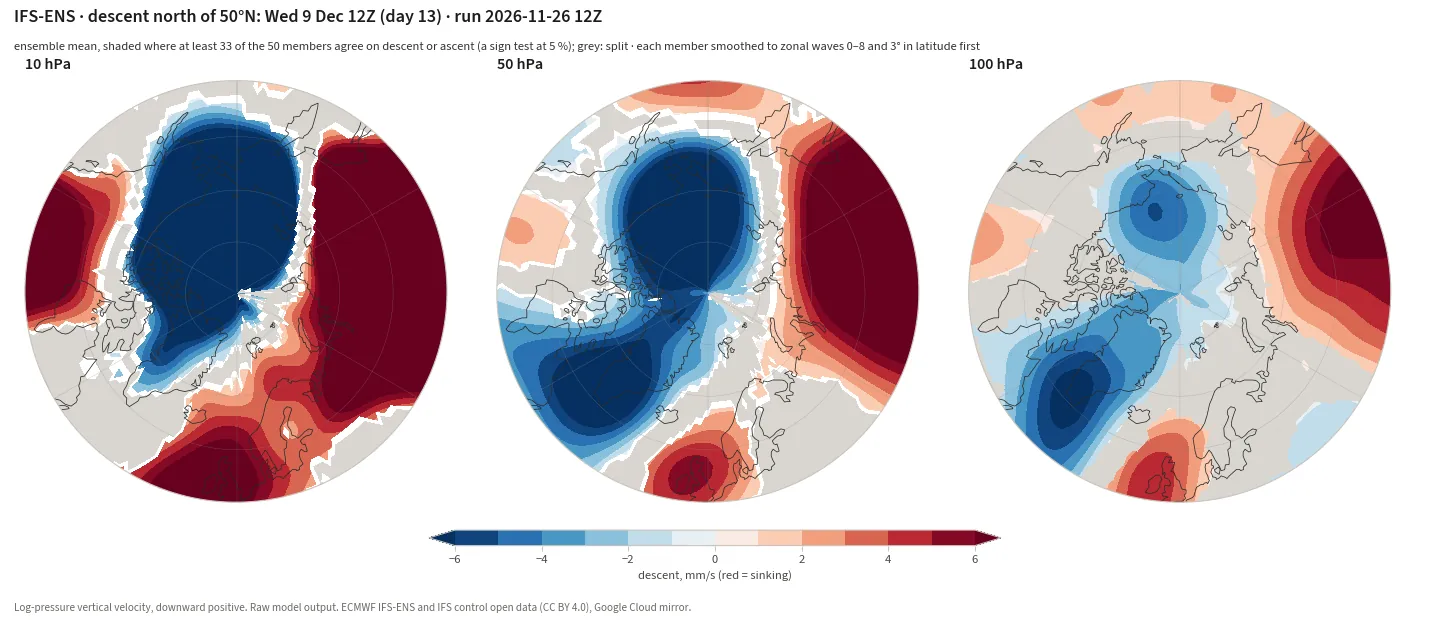 IFS-ENS · descent north of 50°N: Wed 9 Dec 12Z (day 13) · run 2026-11-26 12Z
ensemble mean, shaded where at least 33 of the 50 members agree on descent or ascent (a sign test at 5 %); grey: split · each member smoothed to zonal waves 0–8 and 3° in latitude first
10 hPa 50 hPa 100 hPa
−6 −4 −2 0 2 4 6
descent, mm/s (red = sinking)
Log-pressure vertical velocity, downward positive. Raw model output. ECMWF IFS-ENS and IFS control open data (CC BY 4.0), Google Cloud mirror.